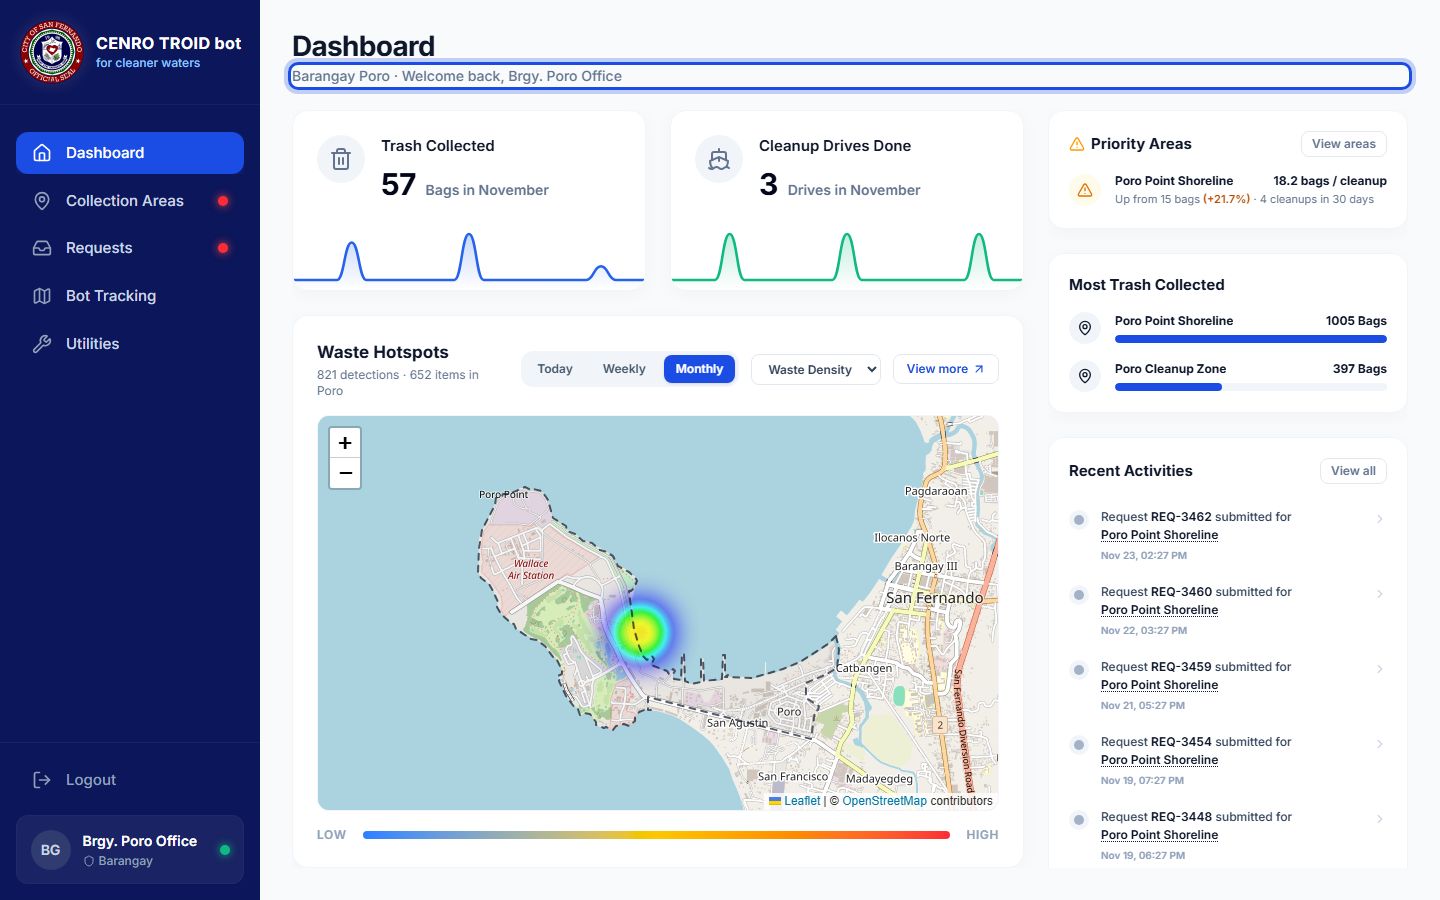 CITY OF SAN FERNANDO
OFFICIAL SEAL
CENRO TROID bot
for cleaner waters
Dashboard
Collection Areas
Requests
Bot Tracking
Utilities
Logout
BG
Brgy. Poro Office
Barangay
Dashboard
Barangay Poro · Welcome back, Brgy. Poro Office
Trash Collected
57 Bags in November
Cleanup Drives Done
3 Drives in November
Waste Hotspots
821 detections · 652 items in
Poro
Today
Weekly
Monthly
Waste Density
View more
+
−
Poro Point
Wallace
Air Station
Pagdaraoan
Ilocanos Norte
Barangay III
San Fernando
Catbangen
Poro
San Agustin
2
San Fernando Diversion Road
San Francisco
Madayegdeg
Leaflet | © OpenStreetMap contributors
LOW
HIGH
Priority Areas
View areas
Poro Point Shoreline
18.2 bags / cleanup
Up from 15 bags (+21.7%) · 4 cleanups in 30 days
Most Trash Collected
Poro Point Shoreline
1005 Bags
Poro Cleanup Zone
397 Bags
Recent Activities
View all
Request REQ-3462 submitted for
Poro Point Shoreline
Nov 23, 02:27 PM
Request REQ-3460 submitted for
Poro Point Shoreline
Nov 22, 03:27 PM
Request REQ-3459 submitted for
Poro Point Shoreline
Nov 21, 05:27 PM
Request REQ-3454 submitted for
Poro Point Shoreline
Nov 19, 07:27 PM
Request REQ-3448 submitted for
Poro Point Shoreline
Nov 19, 06:27 PM